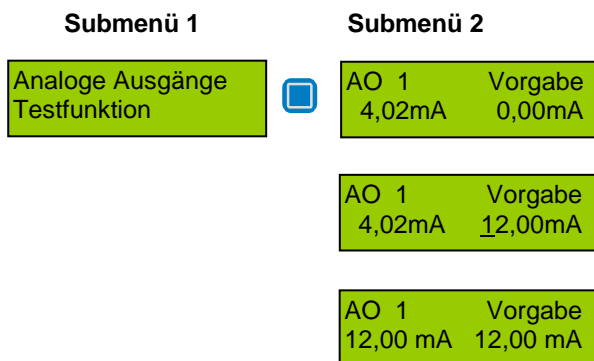 Submenü 1
Submenü 2
Analoge Ausgänge
Testfunktion
AO 1 Vorgabe
4,02mA 0,00mA
AO 1 Vorgabe
4,02mA 12,00mA
AO 1 Vorgabe
12,00 mA 12,00 mA